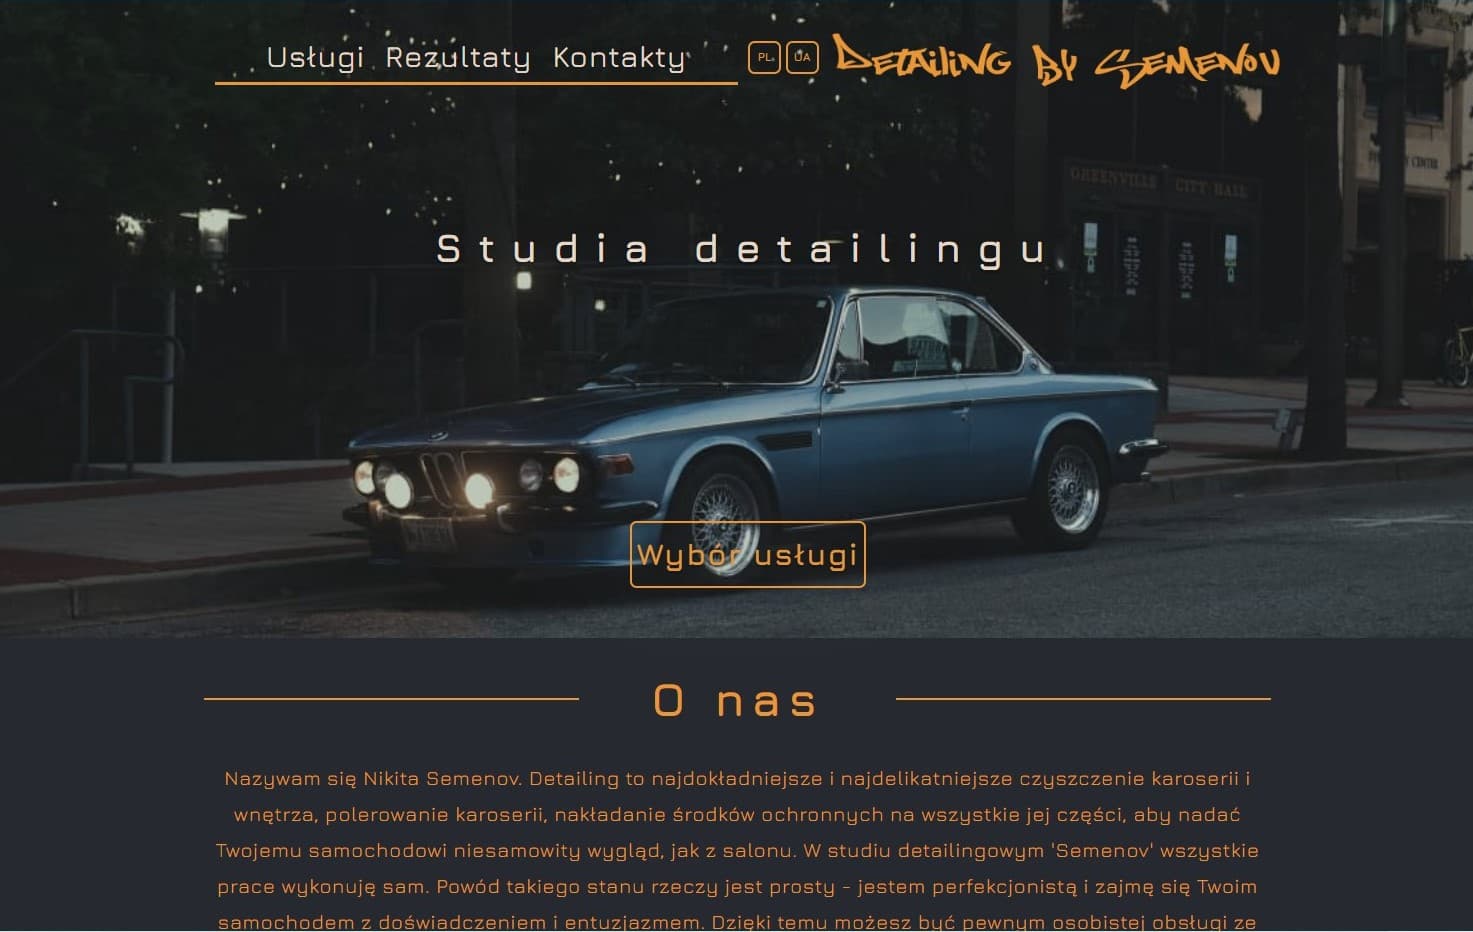 Usługi Rezultaty Kontakty PL UA Detailing By Semenov
GREENVILLE CITY HALL
Studia detailingu
Wybór usługi
O nas
Nazywam się Nikita Semenov. Detailing to najdokładniejsze i najdelikatniejsze czyszczenie karoserii i
wnętrza, polerowanie karoserii, nakładanie środków ochronnych na wszystkie jej części, aby nadać
Twojemu samochodowi niesamowity wygląd, jak z salonu. W studiu detailingowym 'Semenov' wszystkie
prace wykonuję sam. Powód takiego stanu rzeczy jest prosty - jestem perfekcjonistą i zajmę się Twoim
samochodem z doświadczeniem i entuzjazmem. Dzięki temu możesz być pewnym osobistej obsługi ze